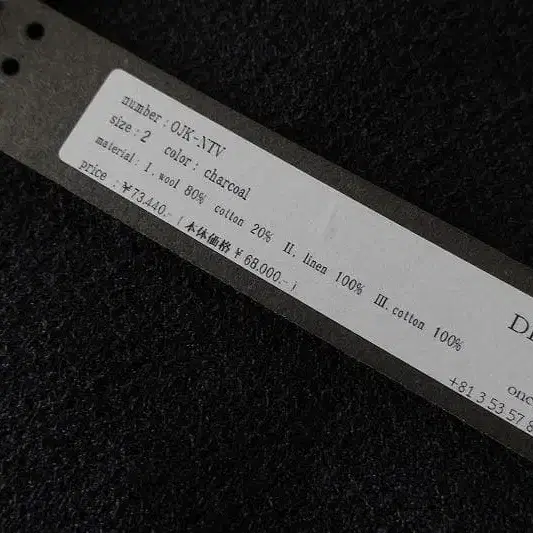 number : OJK-NTV
size : 2 color : charcoal
material : I. wool 80% cotton 20% II. linen 100% III. cotton 100%
price : ¥73,440.- (本体価格 ¥68,000.-)
+81 3 53 57 8